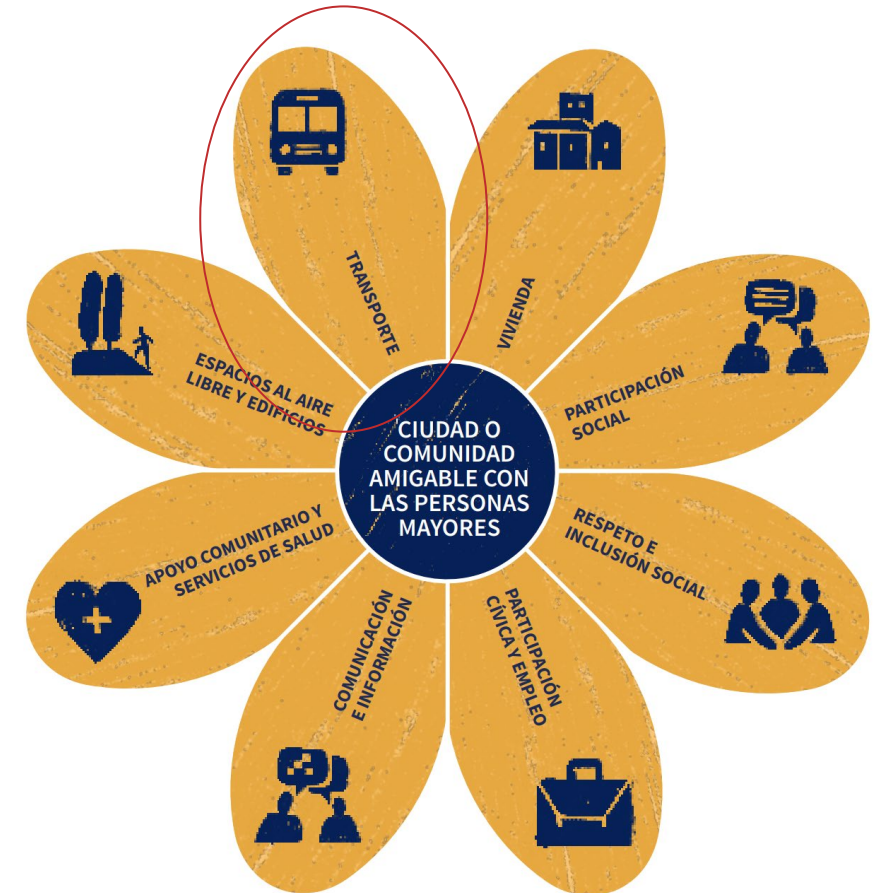 TRANSPORTE
VIVIENDA
PARTICIPACIÓN
SOCIAL
RESPETO E
INCLUSIÓN SOCIAL
PARTICIPACIÓN
CÍVICA Y EMPLEO
COMUNICACIÓN
E INFORMACIÓN
APOYO COMUNITARIO Y
SERVICIOS DE SALUD
ESPACIOS AL AIRE
LIBRE Y EDIFICIOS
CIUDAD O
COMUNIDAD
AMIGABLE CON
LAS PERSONAS
MAYORES